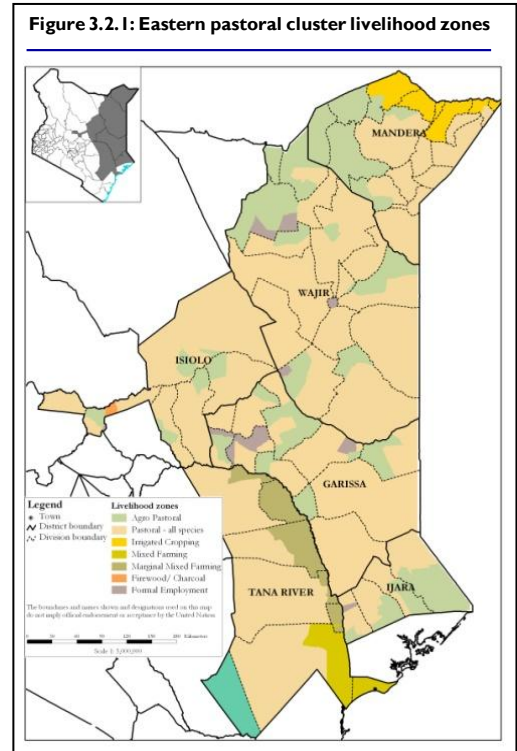 Figure 3.2.1: Eastern pastoral cluster livelihood zones
MANDERA
WAJIR
ISIOLO
GARISSA
IJARA
TANA RIVER
Legend
Town
District boundary
Division boundary
Livelihood zones
Agro Pastoral
Pastoral - all species
Irrigated Cropping
Mixed Farming
Marginal Mixed Farming
Firewood/ Charcoal
Formal Employment
The boundaries and names shown and designations used on this map
do not imply official endorsement or acceptance by the United Nation
Kilometers
Scale 1: 3,000,000